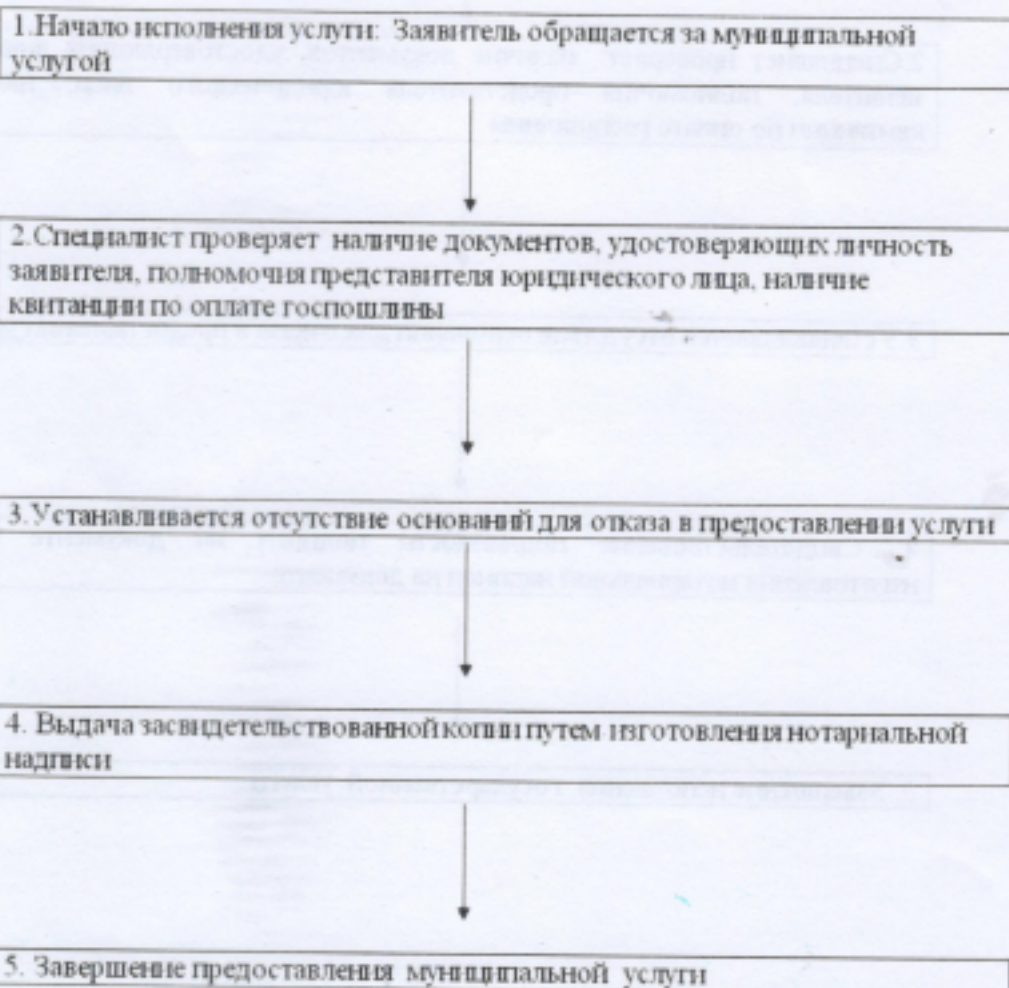 1.Начало исполнения услуги: Заявитель обращается за муниципальной
услугой
2.Специалист проверяет наличие документов, удостоверяющих личность
заявителя, полномочия представителя юридического лица, наличие
квитанции по оплате госпошлины
3.Устанавливается отсутствие оснований для отказа в предоставлении услуги
4. Выдача засвидетельствованной копии путем изготовления нотариальной
надписи
5. Завершение предоставления муниципальной услуги